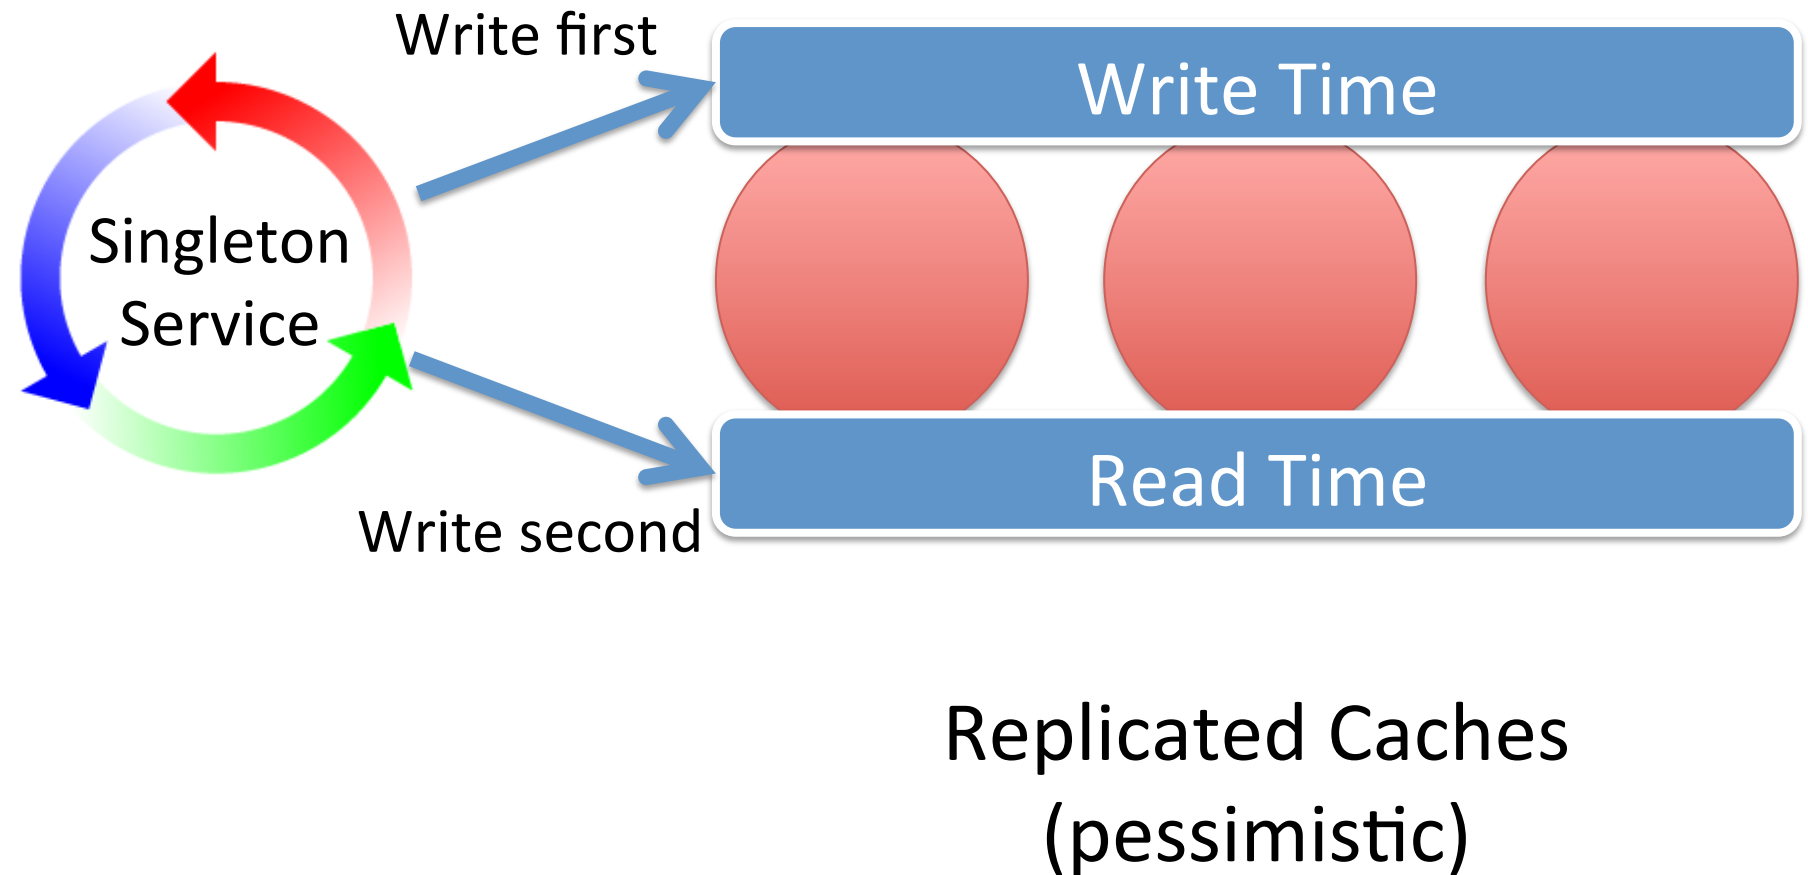 Write first
Write Time
Singleton
Service
Read Time
Write second
Replicated Caches
(pessimistic)